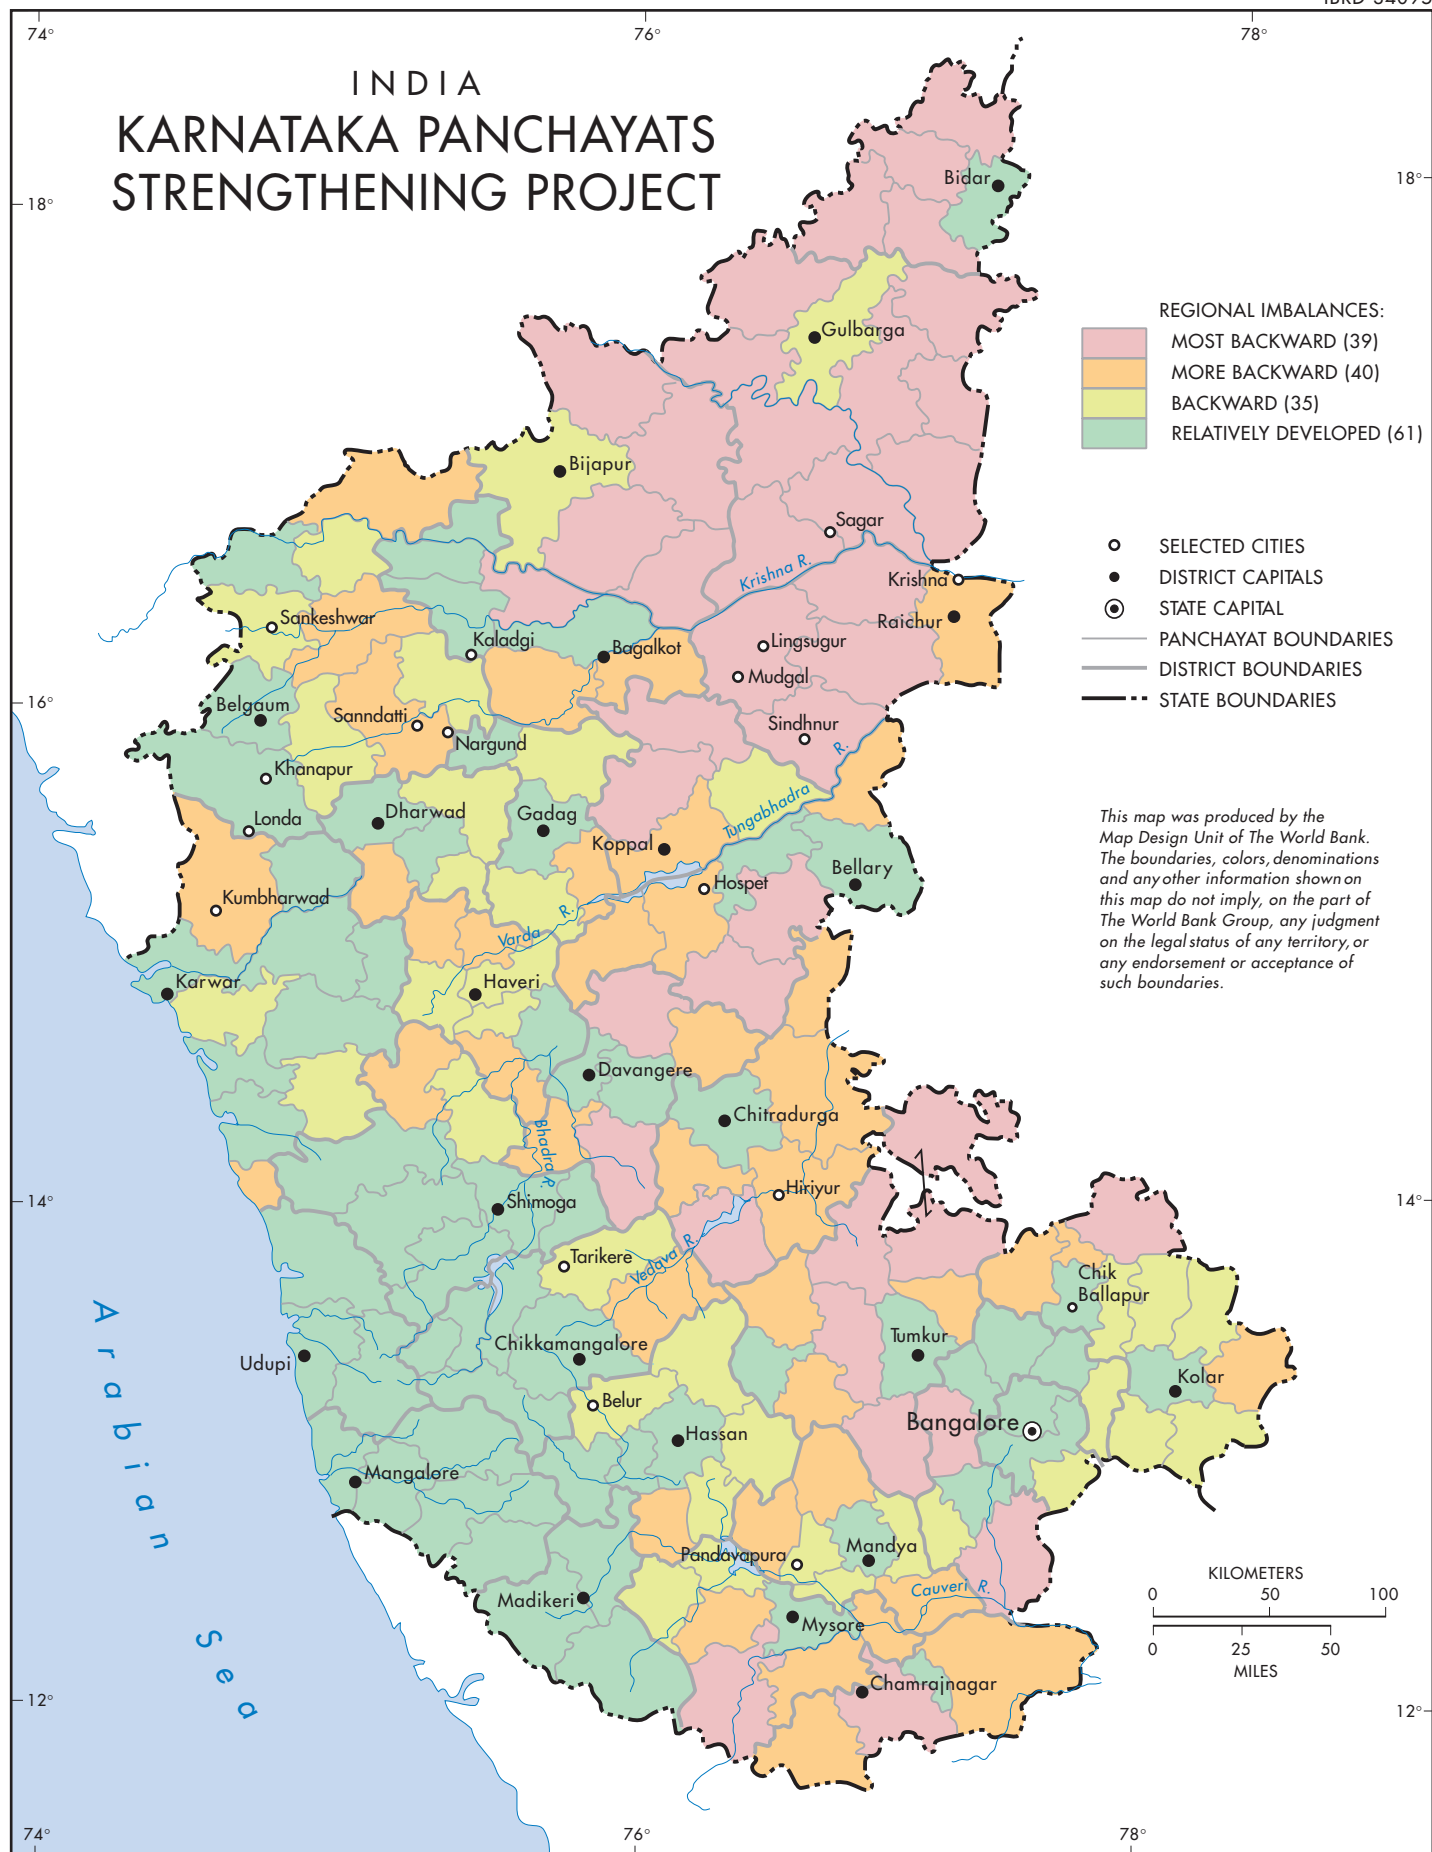 74°
76°
78°
INDIA
KARNATAKA PANCHAYATS
STRENGTHENING PROJECT
18°
18°
Bidar
Gulbarga
REGIONAL IMBALANCES:
MOST BACKWARD (39)
MORE BACKWARD (40)
BACKWARD (35)
RELATIVELY DEVELOPED (61)
Bijapur
Sagar
Krishna R.
Krishna
Raichur
SELECTED CITIES
DISTRICT CAPITALS
STATE CAPITAL
PANCHAYAT BOUNDARIES
DISTRICT BOUNDARIES
STATE BOUNDARIES
Sankeshwar
Kaladgi
Bagalkot
Lingsugur
Mudgal
16°
Belgaum
Sanndatti
Nargund
Sindhnur
Khanapur
Londa
Dharwad
Gadag
Koppal
Tungabhadra R.
Hospet
Bellary
Kumbharwad
Varda R.
Karwar
Haveri
This map was produced by the
Map Design Unit of The World Bank.
The boundaries, colors, denominations
and any other information shown on
this map do not imply, on the part of
The World Bank Group, any judgment
on the legal status of any territory, or
any endorsement or acceptance of
such boundaries.
Davangere
Chitradurga
Bhadra R.
14°
14°
Shimoga
Hiriyur
Tarikere
Vedava R.
Chik
Ballapur
Arabian Sea
Udupi
Chikkamangalore
Tumkur
Kolar
Belur
Hassan
Bangalore
Mangalore
Pandavapura
Mandya
Madikeri
Mysore
Cauveri R.
Chamrajnagar
KILOMETERS
0 50 100
0 25 50
MILES
12°
12°
74°
76°
78°